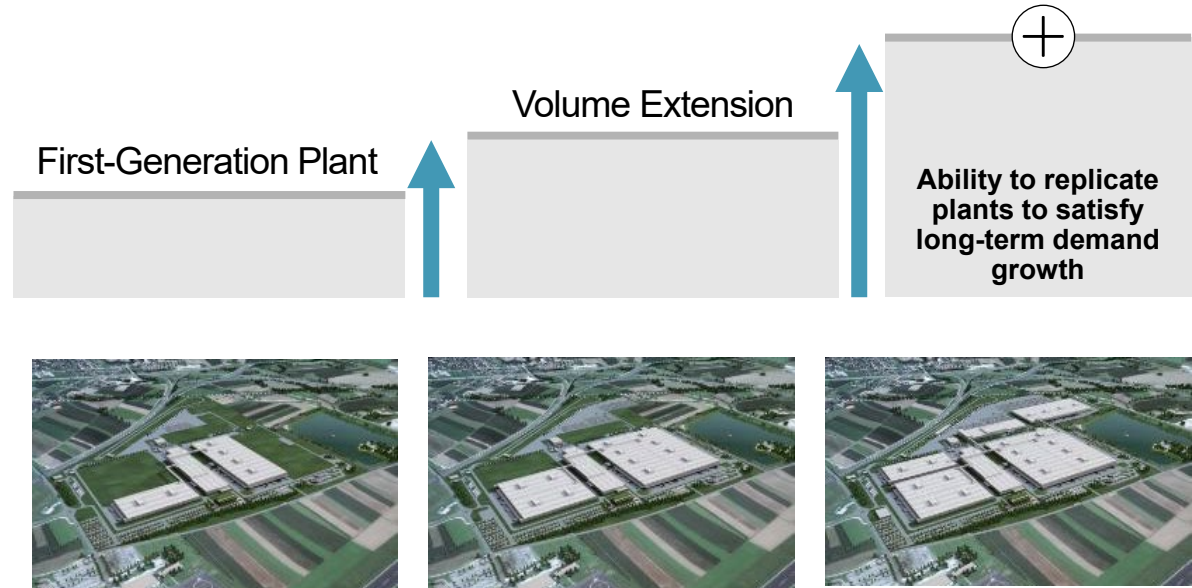 First-Generation Plant
Volume Extension
Ability to replicate
plants to satisfy
long-term demand
growth